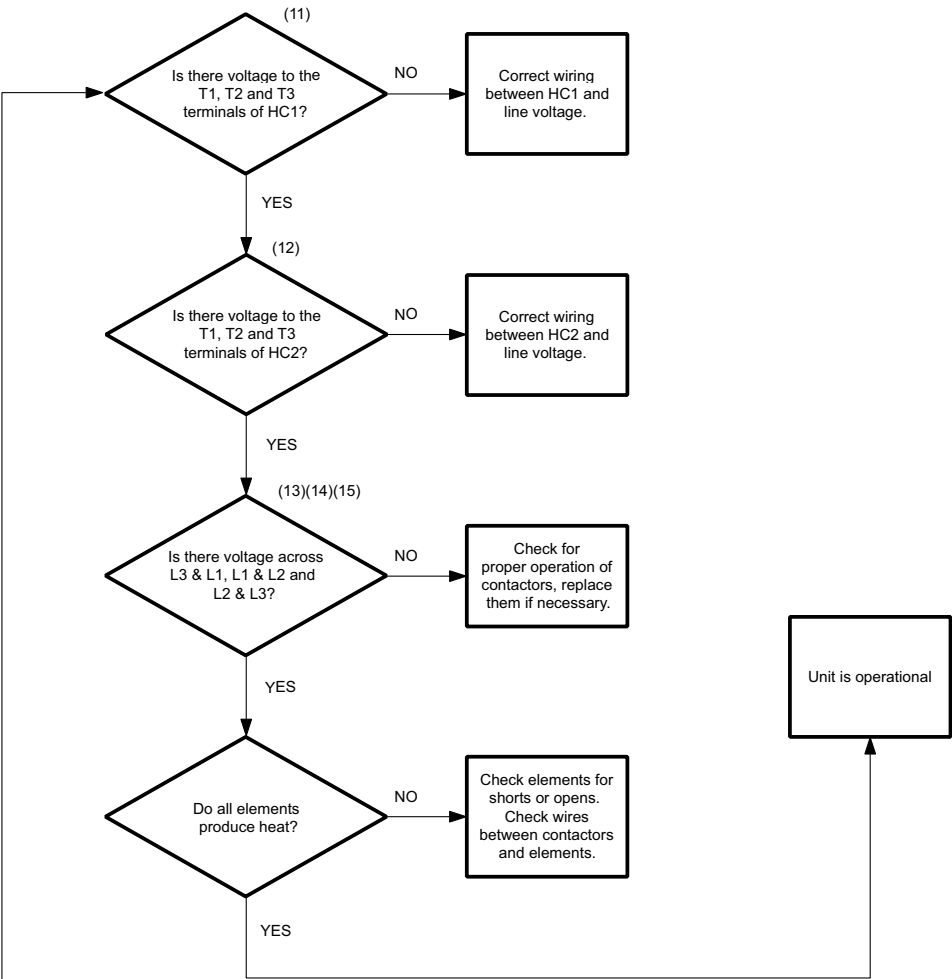 (11)
Is there voltage to the
T1, T2 and T3
terminals of HC1?
NO
Correct wiring
between HC1 and
line voltage.
YES
(12)
Is there voltage to the
T1, T2 and T3
terminals of HC2?
NO
Correct wiring
between HC2 and
line voltage.
YES
(13)(14)(15)
Is there voltage across
L3 & L1, L1 & L2 and
L2 & L3?
NO
Check for
proper operation of
contactors, replace
them if necessary.
YES
Unit is operational
Do all elements
produce heat?
NO
Check elements for
shorts or opens.
Check wires
between contactors
and elements.
YES